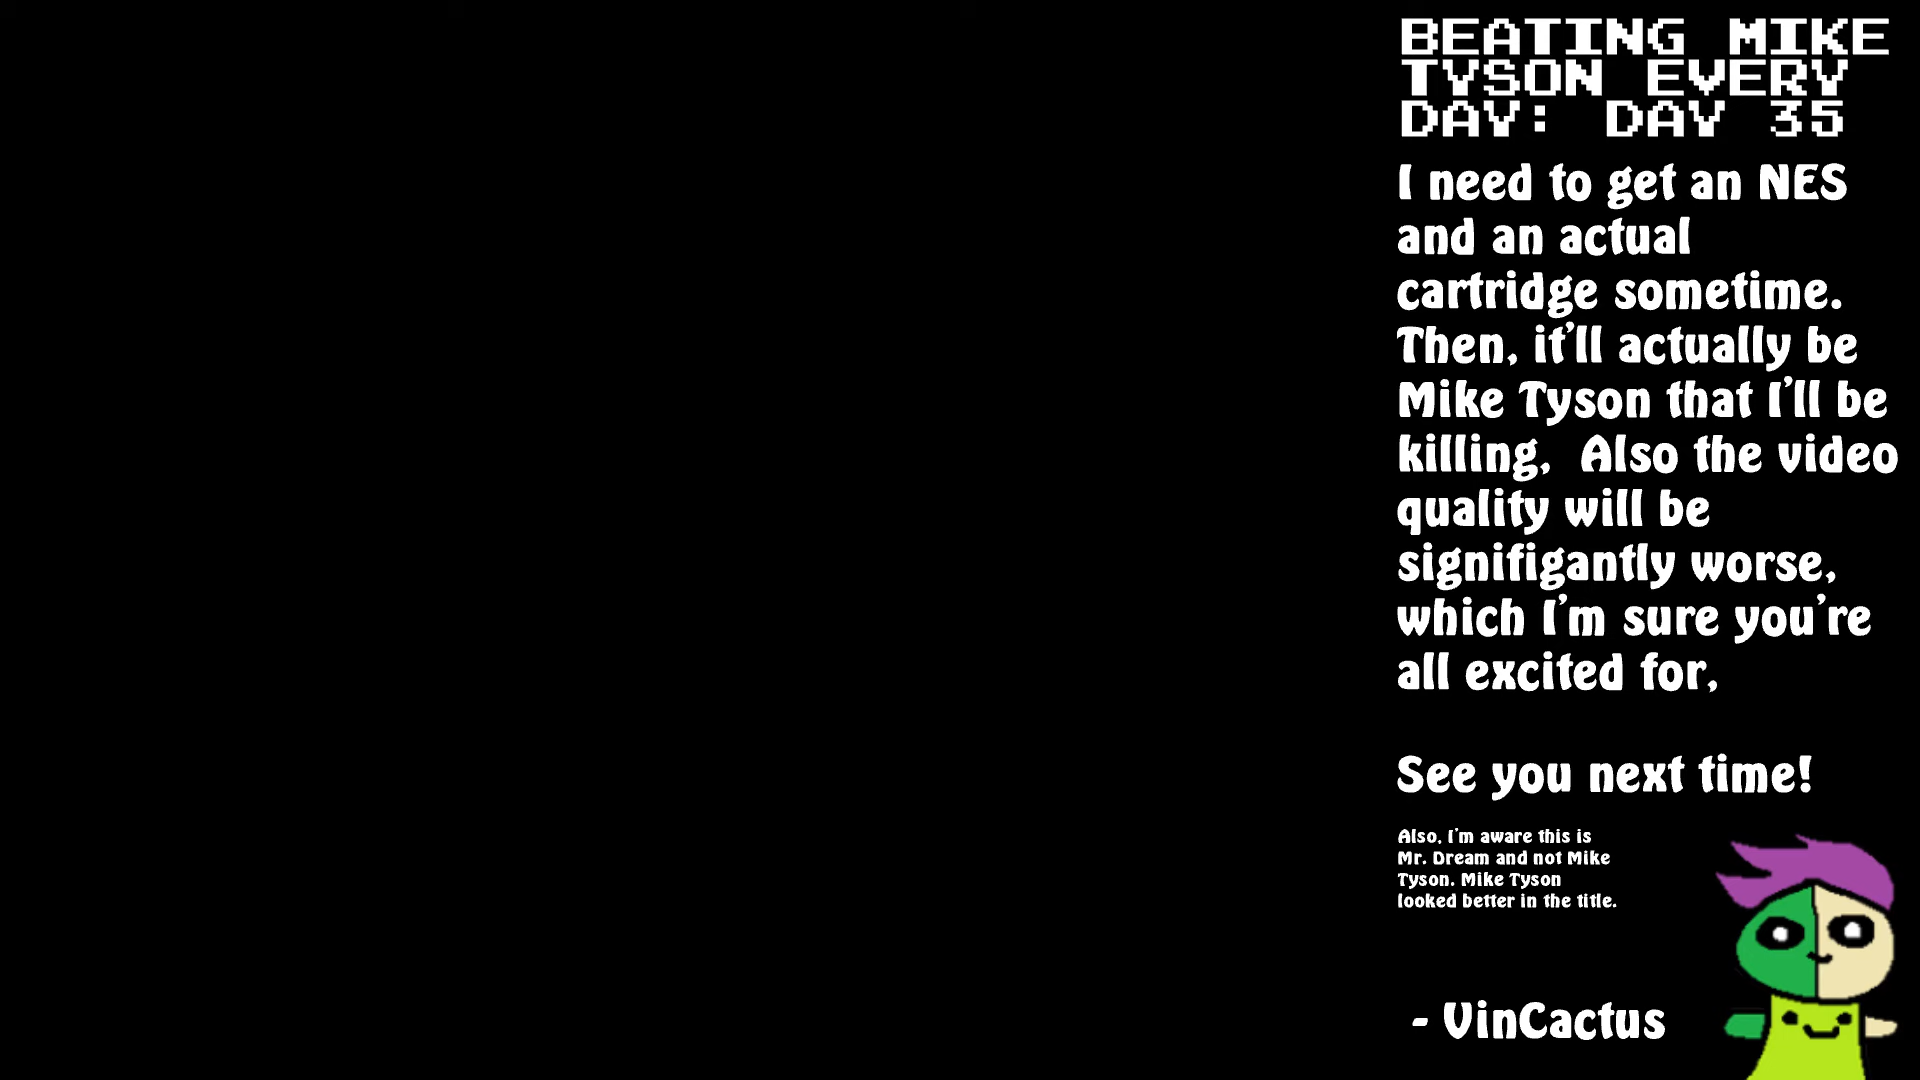 BEATING MIKE
TYSON EVERY
DAY: DAY 35
I need to get an NES
and an actual
cartridge sometime.
Then, it'll actually be
Mike Tyson that I'll be
killing,  Also the video
quality will be
signifigantly worse,
which I'm sure you're
all excited for,
See you next time!
Also, I'm aware this is
Mr. Dream and not Mike
Tyson. Mike Tyson
looked better in the title.
- VinCactus